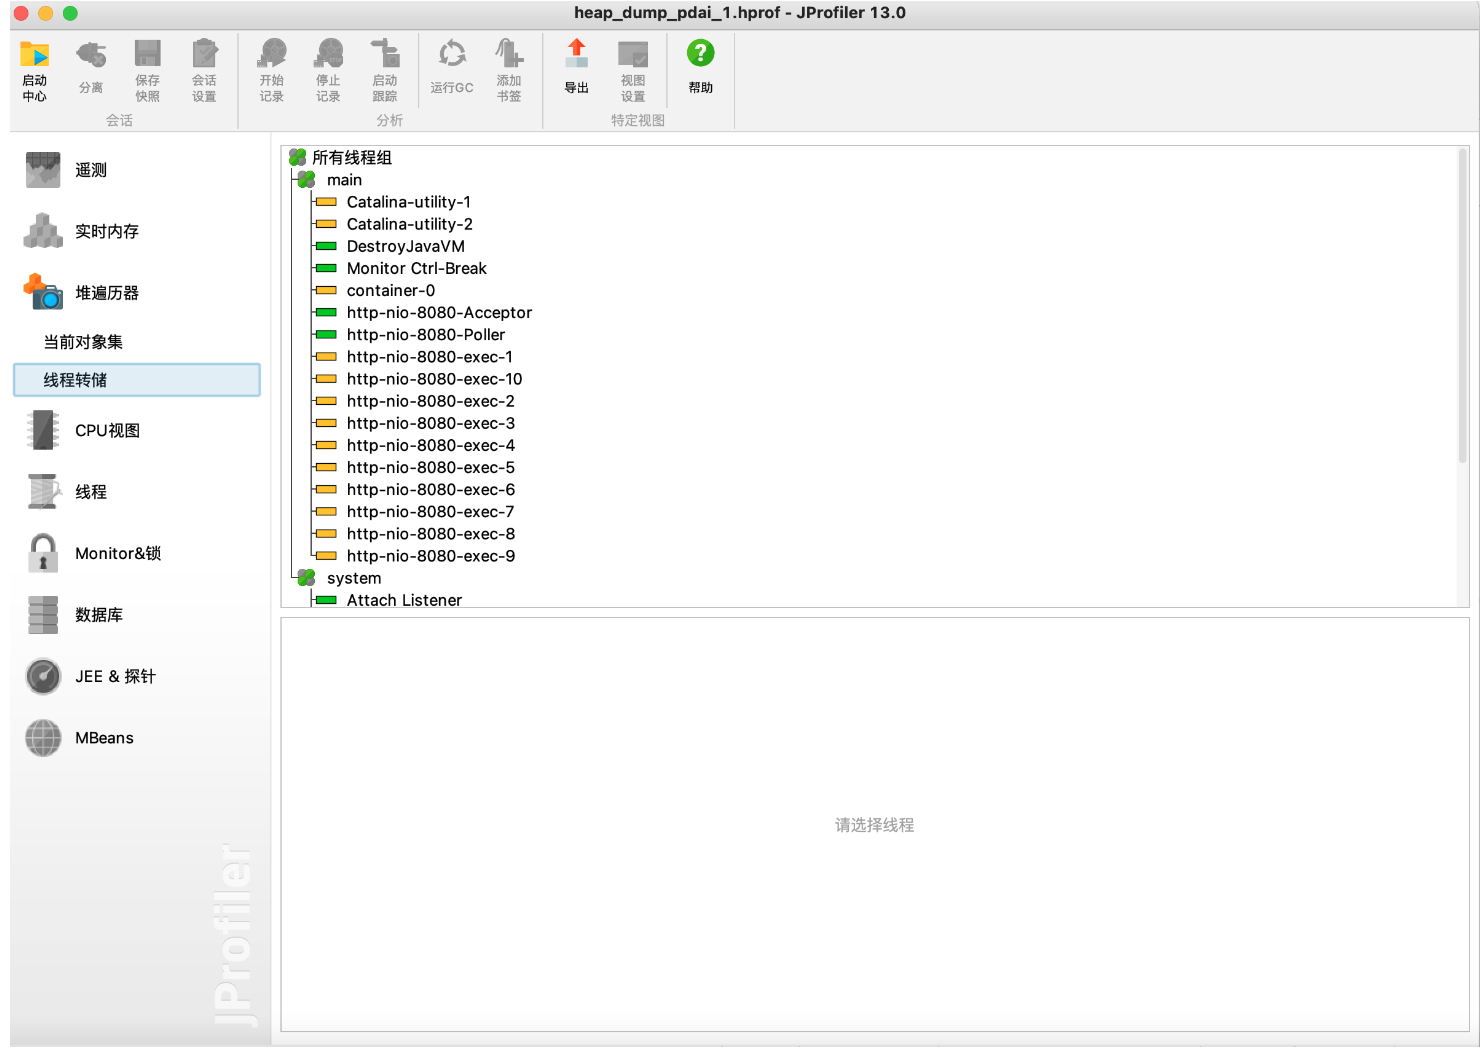 heap_dump_pdai_1.hprof - JProfiler 13.0
启动
中心
分离
保存
快照
会话
设置
会话
开始
记录
停止
记录
启动
跟踪
运行GC
添加
书签
分析
导出
视图
设置
特定视图
帮助
遥测
实时内存
堆遍历器
当前对象集
线程转储
CPU视图
线程
Monitor&锁
数据库
JEE & 探针
MBeans
JProfiler
所有线程组
main
Catalina-utility-1
Catalina-utility-2
DestroyJavaVM
Monitor Ctrl-Break
container-0
http-nio-8080-Acceptor
http-nio-8080-Poller
http-nio-8080-exec-1
http-nio-8080-exec-10
http-nio-8080-exec-2
http-nio-8080-exec-3
http-nio-8080-exec-4
http-nio-8080-exec-5
http-nio-8080-exec-6
http-nio-8080-exec-7
http-nio-8080-exec-8
http-nio-8080-exec-9
system
Attach Listener
请选择线程